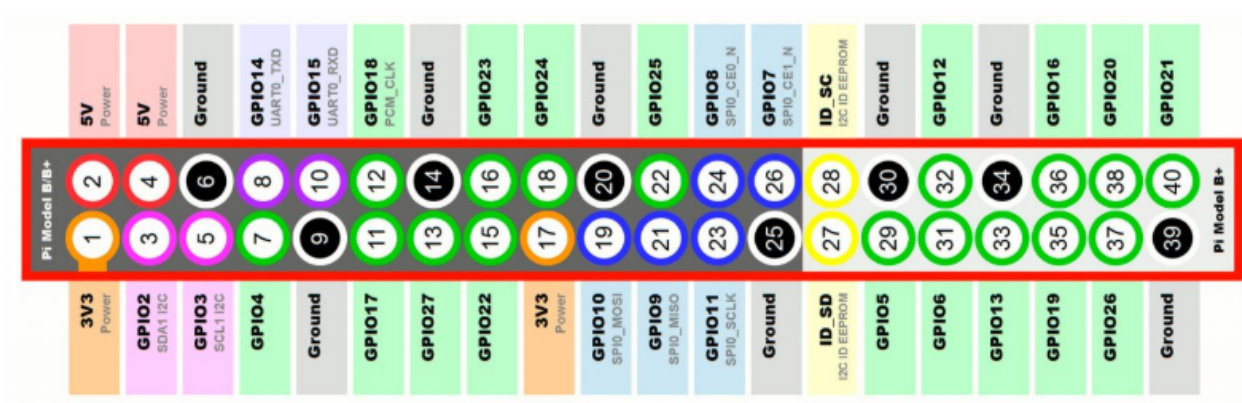 5V
Power
5V
Power
Ground
GPIO14
UART0_TXD
GPIO15
UART0_RXD
GPIO18
PCM_CLK
Ground
GPIO23
GPIO24
Ground
GPIO25
GPIO8
SPI0_CE0_N
GPIO7
SPI0_CE1_N
ID_SC
I2C ID EEPROM
Ground
GPIO12
Ground
GPIO16
GPIO20
GPIO21
Pi Model B/B+
2 4 6 8 10 12 14 16 18 20 22 24 26 28 30 32 34 36 38 40
1 3 5 7 9 11 13 15 17 19 21 23 25 27 29 31 33 35 37 39
Pi Model B+
3V3
Power
GPIO2
SDA1 I2C
GPIO3
SCL1 I2C
GPIO4
Ground
GPIO17
GPIO27
GPIO22
3V3
Power
GPIO10
SPI0_MOSI
GPIO9
SPI0_MISO
GPIO11
SPI0_SCLK
Ground
ID_SD
I2C ID EEPROM
GPIO5
GPIO6
GPIO13
GPIO19
GPIO26
Ground